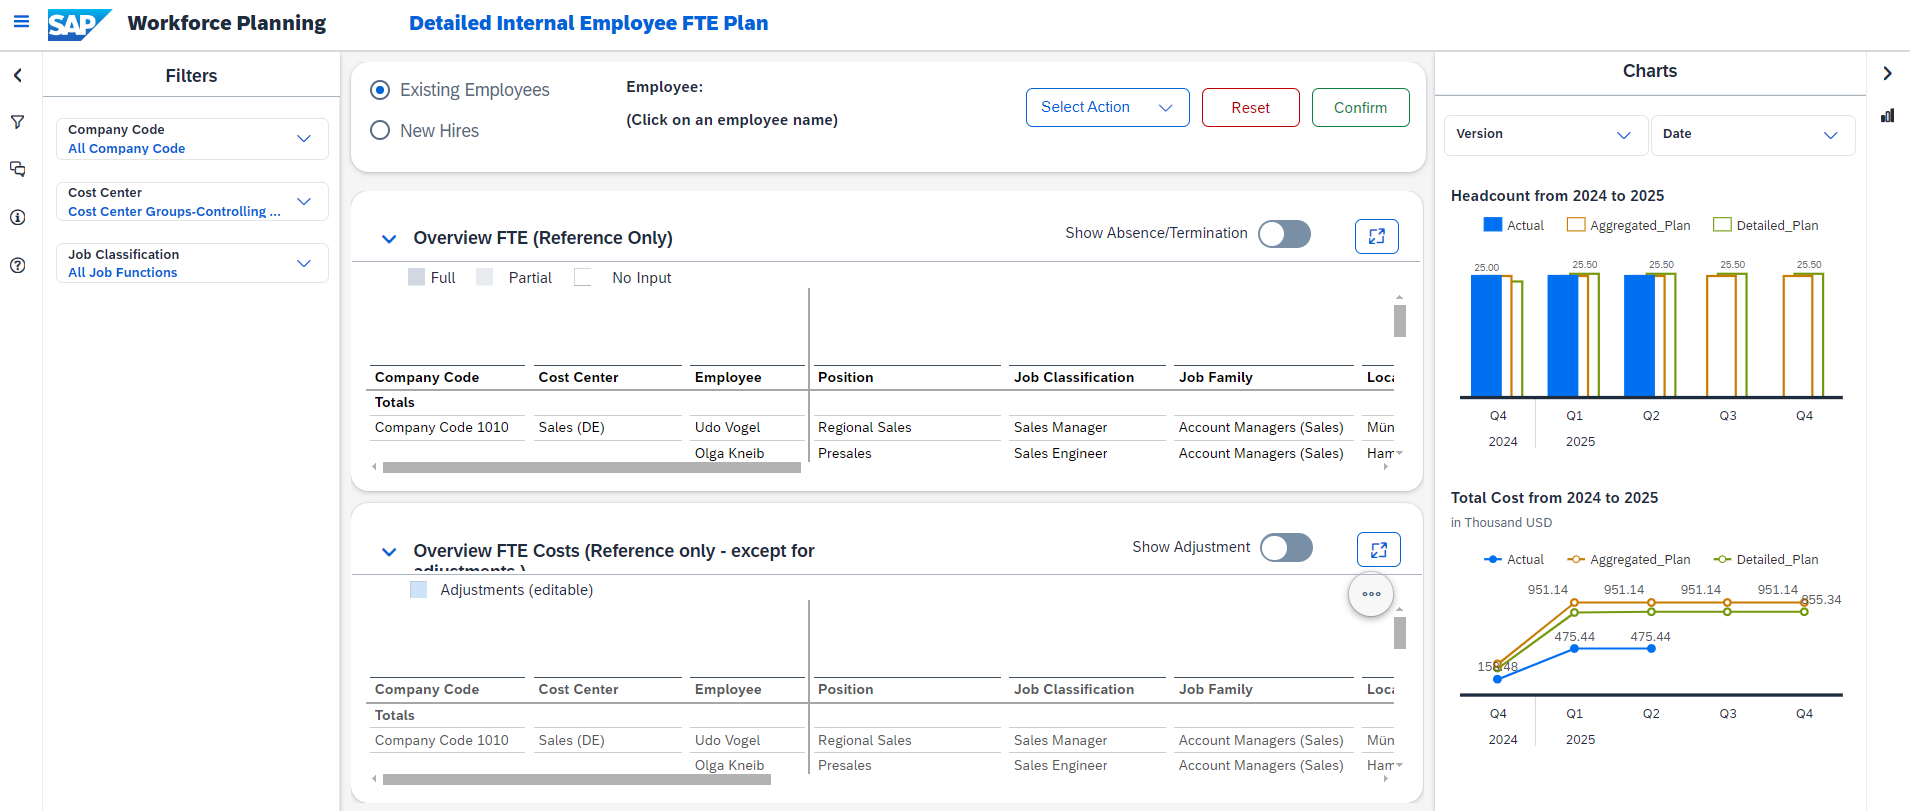 SAP Workforce Planning
Detailed Internal Employee FTE Plan
Filters
Company Code
All Company Code
Cost Center
Cost Center Groups-Controlling ...
Job Classification
All Job Functions
Existing Employees
New Hires
Employee:
(Click on an employee name)
Select Action
Reset
Confirm
Overview FTE (Reference Only)
Show Absence/Termination
Full Partial No Input
Company Code Cost Center Employee Position Job Classification Job Family Loca
Totals
Company Code 1010 Sales (DE) Udo Vogel Regional Sales Sales Manager Account Managers (Sales) Mün
Olga Kneib Presales Sales Engineer Account Managers (Sales) Ham
Overview FTE Costs (Reference only - except for
adjustments )
Show Adjustment
Adjustments (editable)
Company Code Cost Center Employee Position Job Classification Job Family Loca
Totals
Company Code 1010 Sales (DE) Udo Vogel Regional Sales Sales Manager Account Managers (Sales) Mün
Olga Kneib Presales Sales Engineer Account Managers (Sales) Ham
Charts
Version
Date
Headcount from 2024 to 2025
Actual Aggregated_Plan Detailed_Plan
25.00 25.50 25.50 25.50 25.50
Q4 Q1 Q2 Q3 Q4
2024 2025
Total Cost from 2024 to 2025
in Thousand USD
Actual Aggregated_Plan Detailed_Plan
951.14 951.14 951.14 951.14
855.34
475.44 475.44
158.48
Q4 Q1 Q2 Q3 Q4
2024 2025